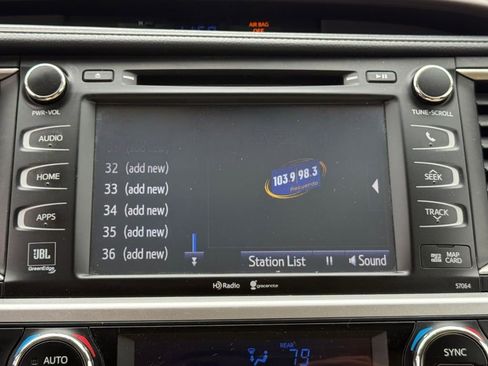 AIR BAG
OFF
PWR-VOL
TUNE-SCROLL
AUDIO
HOME
APPS
JBL
GreenEdge
SEEK
TRACK
MAP
CARD
32 (add new)
33 (add new)
34 (add new)
35 (add new)
36 (add new)
103.9 98.3
Recuerdo
Station List
Sound
HD Radio
gracenote
57064
AUTO
REAR
79
SYNC